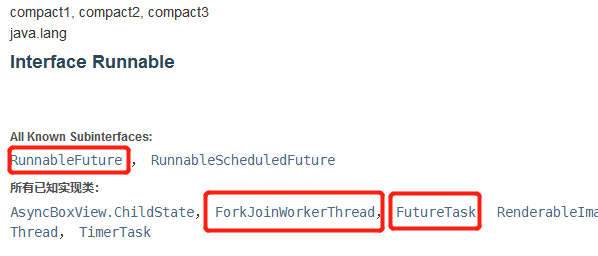 compact1, compact2, compact3
java.lang
Interface Runnable
All Known Subinterfaces:
RunnableFuture , RunnableScheduledFuture
所有已知实现类:
AsyncBoxView.ChildState, ForkJoinWorkerThread, FutureTask RenderableIma
Thread, TimerTask